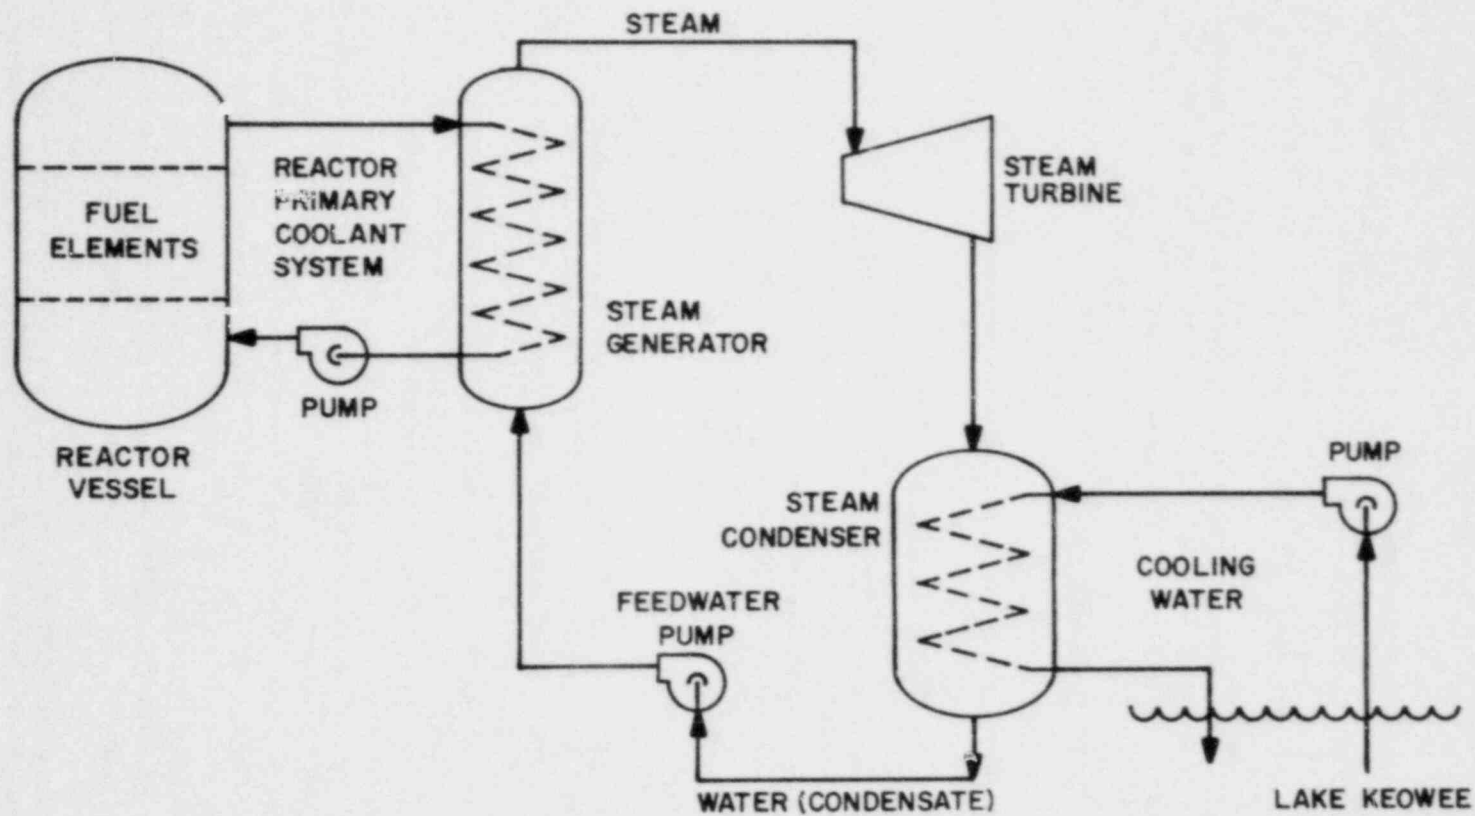 STEAM
REACTOR
PRIMARY
COOLANT
SYSTEM
FUEL
ELEMENTS
STEAM
TURBINE
STEAM
GENERATOR
PUMP
REACTOR
VESSEL
PUMP
STEAM
CONDENSER
COOLING
WATER
FEEDWATER
PUMP
WATER (CONDENSATE)
LAKE KEOWEE